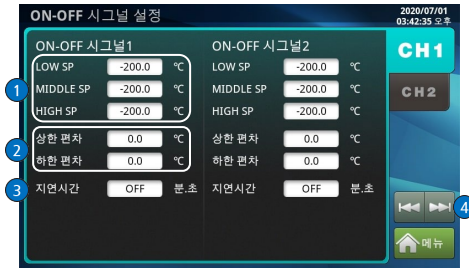 ON-OFF 시그널 설정
2020/07/01
03:42:35 오후
ON-OFF 시그널1
ON-OFF 시그널2
LOW SP -200.0 ℃ LOW SP -200.0 ℃
MIDDLE SP -200.0 ℃ MIDDLE SP -200.0 ℃
HIGH SP -200.0 ℃ HIGH SP -200.0 ℃
상한 편차 0.0 ℃ 상한 편차 0.0 ℃
하한 편차 0.0 ℃ 하한 편차 0.0 ℃
지연시간 OFF 분.초 지연시간 OFF 분.초
CH1
CH2
메뉴
1
2
3
4